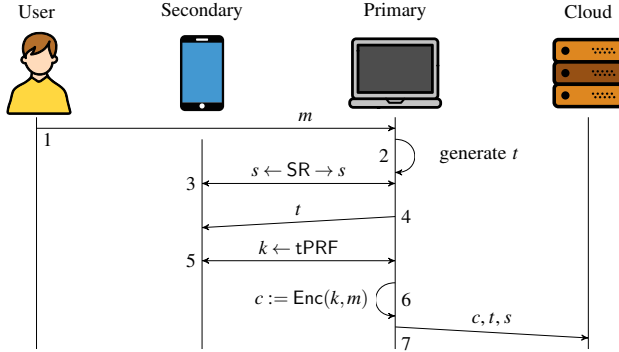 User Secondary Primary Cloud
m
1
2 generate t
3 s ← SR → s
t 4
5 k ← tPRF
c := Enc(k, m) 6
c, t, s
7